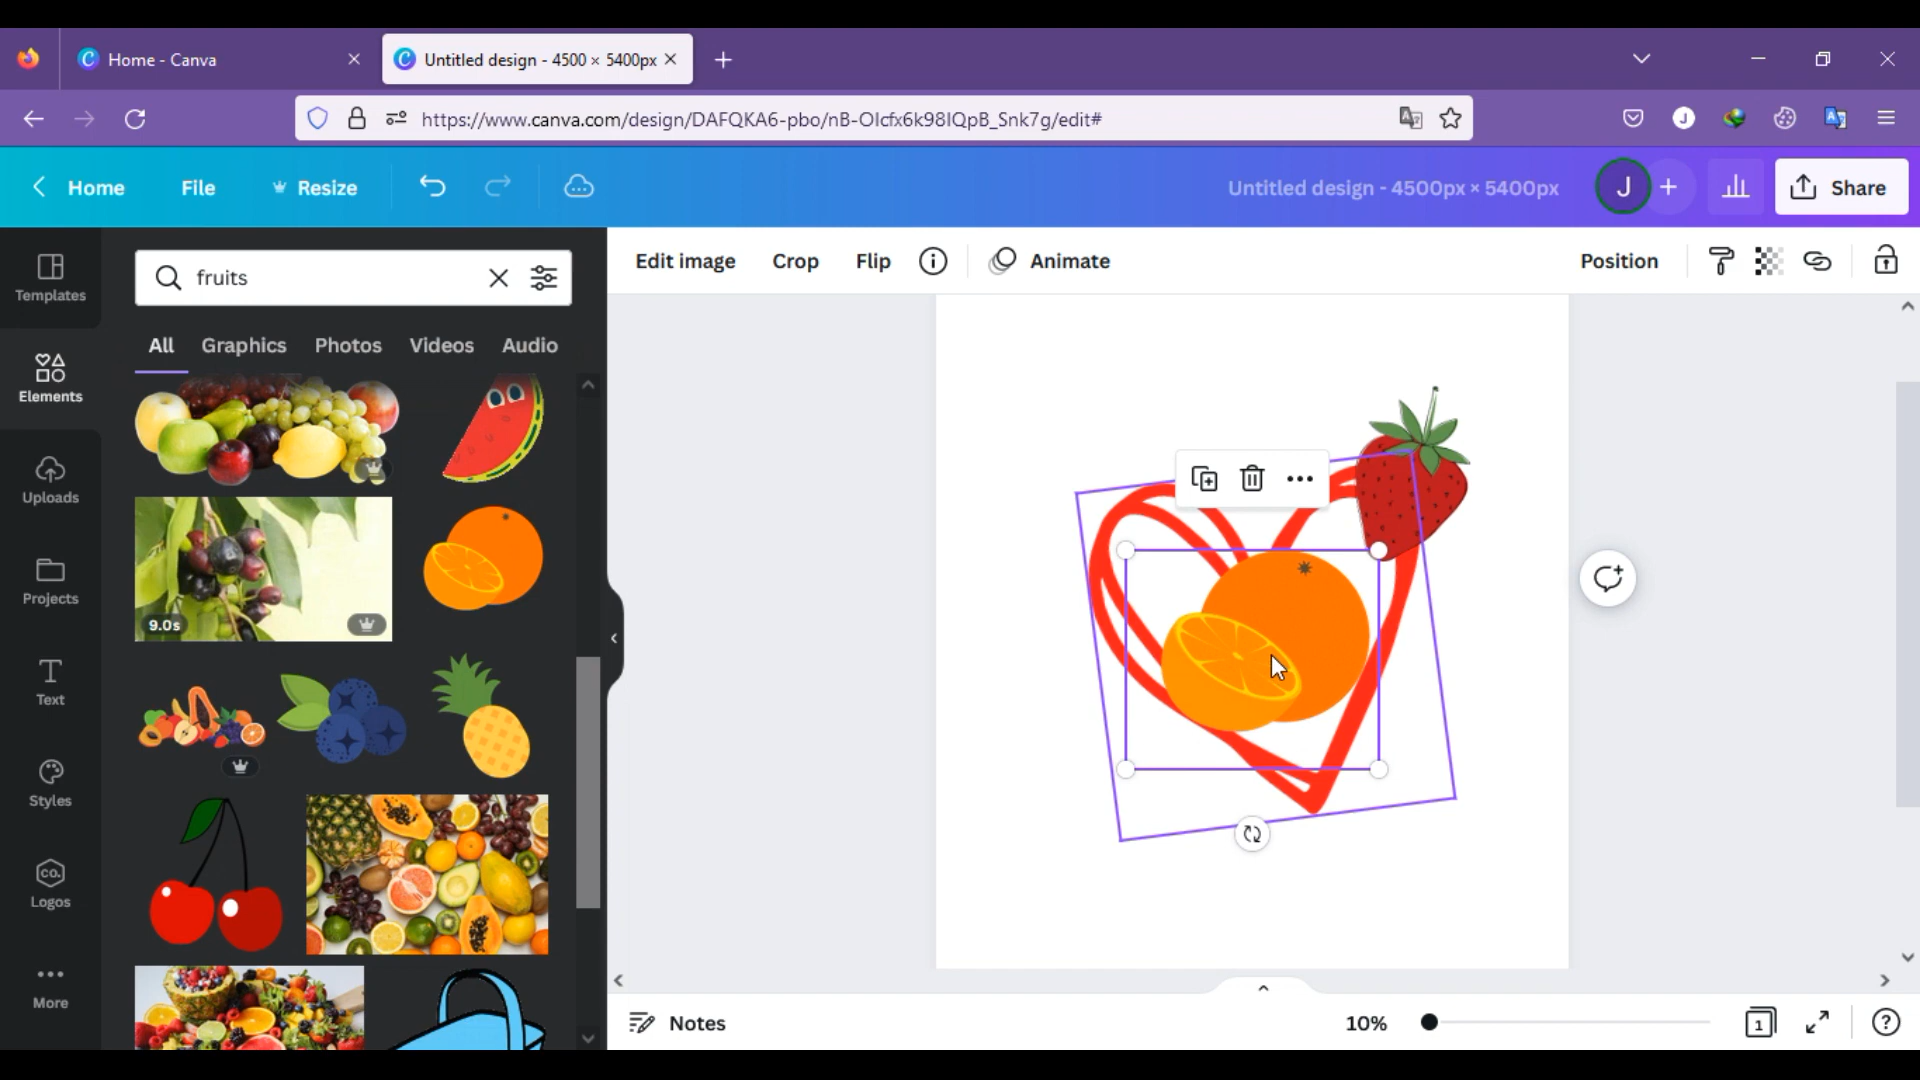 Home - Canva
Untitled design - 4500 × 5400px
https://www.canva.com/design/DAFQKA6-pbo/nB-OIcfx6k98IQpB_Snk7g/edit#
J
Home
File
Resize
Untitled design - 4500px × 5400px
J
Share
Templates
Elements
Uploads
Projects
Text
Styles
CO.
Logos
More
fruits
All
Graphics
Photos
Videos
Audio
9.0s
Edit image
Crop
Flip
Animate
Position
Notes
10%
1